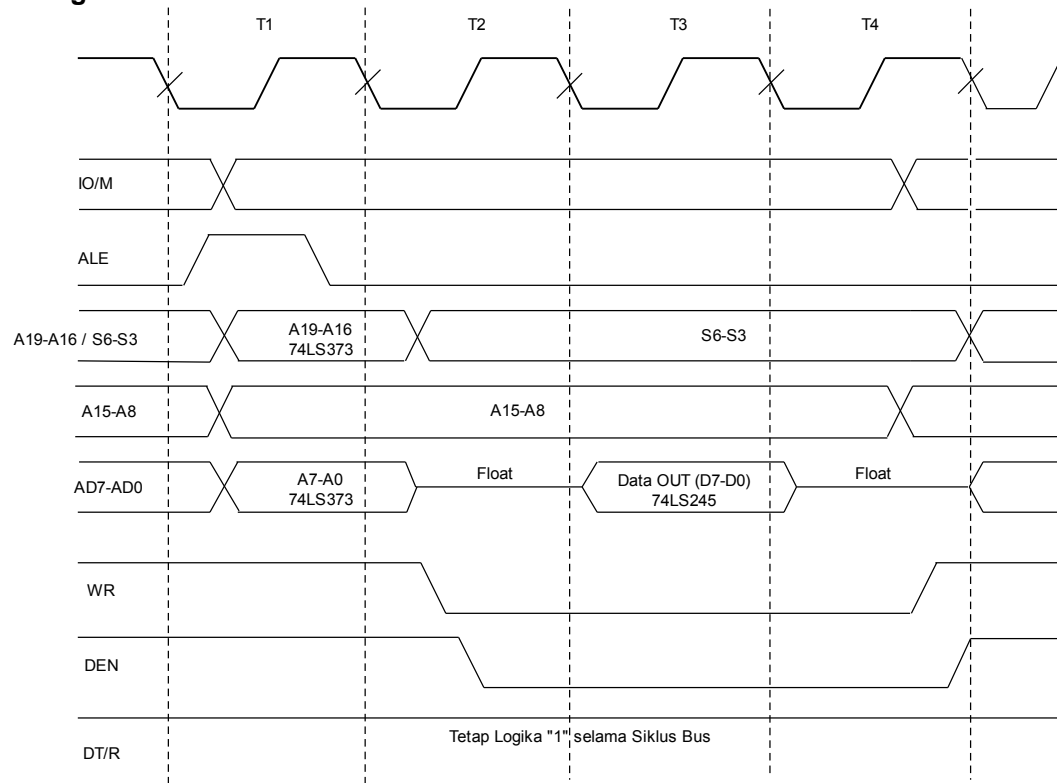 T1 T2 T3 T4
IO/M
ALE
A19-A16 / S6-S3 A19-A16 S6-S3
74LS373
A15-A8 A15-A8
AD7-AD0 A7-A0 Float Data OUT (D7-D0) Float
74LS373 74LS245
WR
DEN
Tetap Logika "1" selama Siklus Bus
DT/R